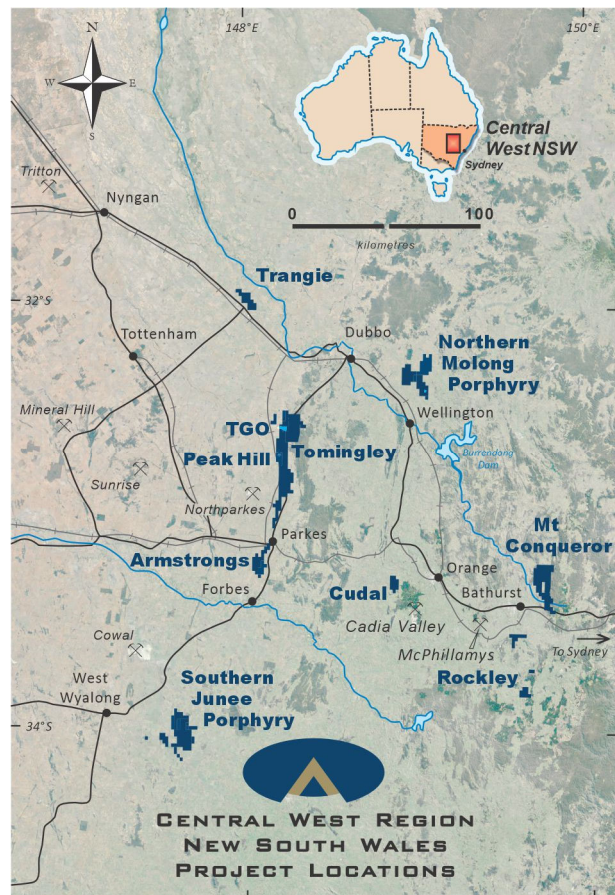 148°E
150°E
N
W
E
S
Central
West NSW
Sydney
Tritton
Nyngan
0
100
kilometres
Trangie
32°S
Dubbo
Tottenham
Northern
Molong
Porphyry
Mineral Hill
TGO
Wellington
Peak Hill
Tomingley
Burrendong
Dam
Sunrise
Northparkes
Mt
Conqueror
Parkes
Armstrongs
Orange
Cudal
Bathurst
Forbes
Cadia Valley
McPhillamys
To Sydney
Cowal
West
Wyalong
Southern
Junee
Porphyry
Rockley
34°S
CENTRAL WEST REGION
NEW SOUTH WALES
PROJECT LOCATIONS